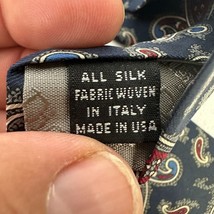 ALL SILK
FABRIC WOVEN
IN ITALY
MADE IN USA